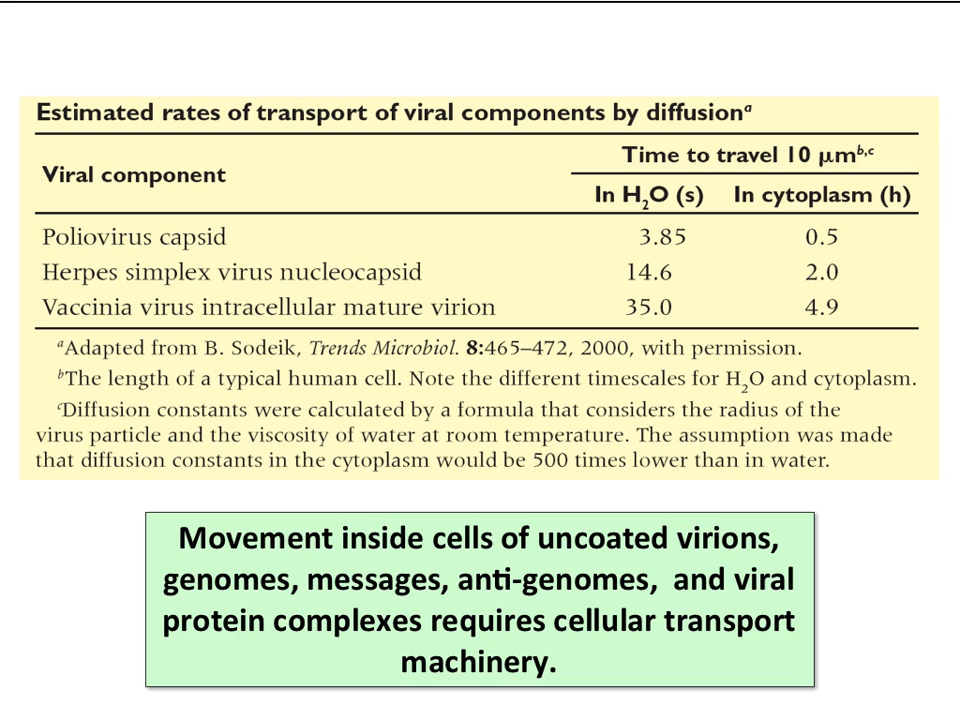 Estimated rates of transport of viral components by diffusionᵃ
Viral component
Time to travel 10 μmᵇ,ᶜ
In H₂O (s) In cytoplasm (h)
Poliovirus capsid 3.85 0.5
Herpes simplex virus nucleocapsid 14.6 2.0
Vaccinia virus intracellular mature virion 35.0 4.9
ᵃAdapted from B. Sodeik, Trends Microbiol. 8:465–472, 2000, with permission.
ᵇThe length of a typical human cell. Note the different timescales for H₂O and cytoplasm.
ᶜDiffusion constants were calculated by a formula that considers the radius of the
virus particle and the viscosity of water at room temperature. The assumption was made
that diffusion constants in the cytoplasm would be 500 times lower than in water.
Movement inside cells of uncoated virions,
genomes, messages, anti-genomes, and viral
protein complexes requires cellular transport
machinery.